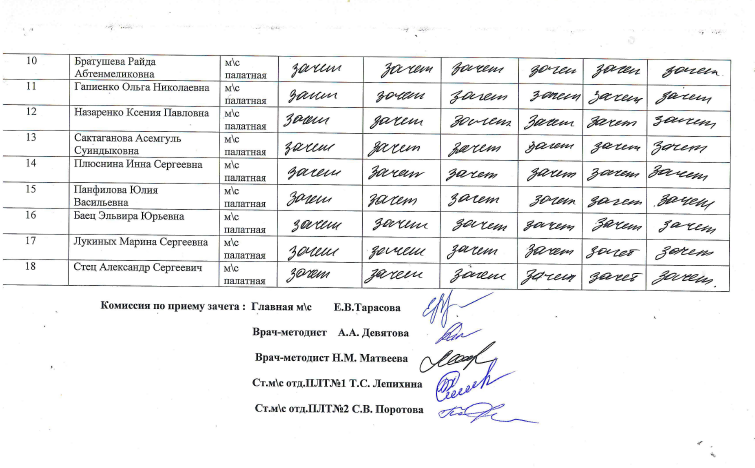 10 Братушева Райда м\с зачет зачет зачет зачет зачет зачет
Абтенмеликовна палатная
11 Гапиенко Ольга Николаевна м\с зачет зачет зачет зачет зачет зачет
палатная
12 Назаренко Ксения Павловна м\с зачет зачет зачет зачет зачет зачет
палатная
13 Сактаганова Асемгуль м\с зачет зачет зачет зачет зачет зачет
Суиндыковна палатная
14 Плюснина Инна Сергеевна м\с зачет зачет зачет зачет зачет зачет
палатная
15 Панфилова Юлия м\с зачет зачет зачет зачет зачет зачет
Васильевна палатная
16 Баец Эльвира Юрьевна м\с зачет зачет зачет зачет зачет зачет
палатная
17 Лукиных Марина Сергеевна м\с зачет зачет зачет зачет зачет зачет
палатная
18 Стец Александр Сергеевич м\с зачет зачет зачет зачет зачет зачет
палатная
Комиссия по приему зачета : Главная м\с Е.В.Тарасова
Врач-методист А.А. Девятова
Врач-методист Н.М. Матвеева
Ст.м\с отд.ПЛТ№1 Т.С. Лепихина
Ст.м\с отд.ПЛТ№2 С.В. Поротова